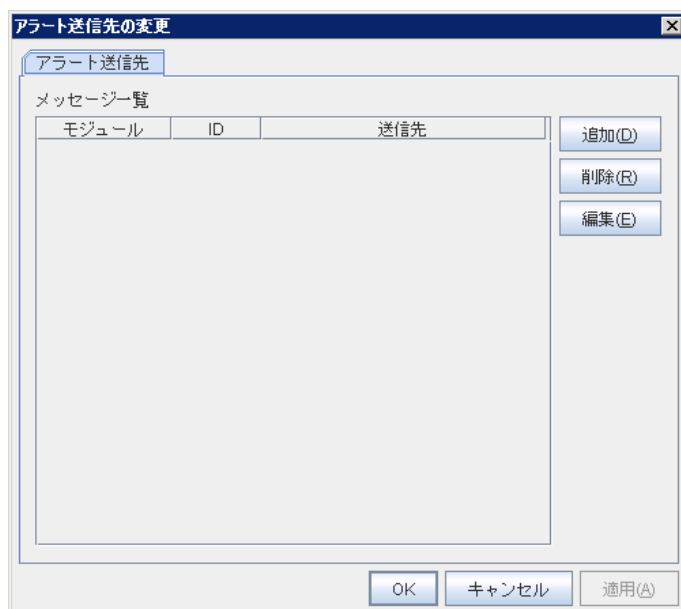 アラート送信先の変更
アラート送信先
メッセージ一覧
モジュール ID 送信先
追加(D)
削除(R)
編集(E)
OK キャンセル 適用(A)